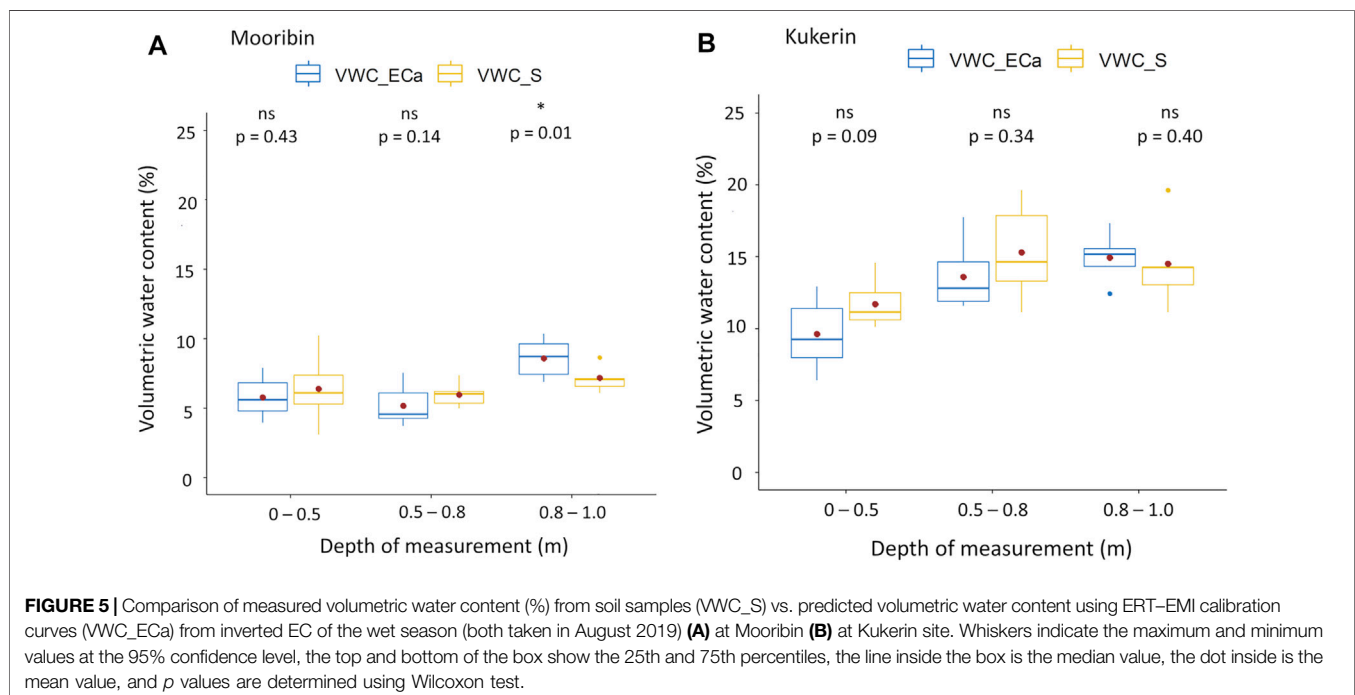 A Mooribin
VWC_ECa VWC_S
ns ns *
p = 0.43 p = 0.14 p = 0.01
Volumetric water content (%)
25
20
15
10
5
0
0 – 0.5 0.5 – 0.8 0.8 – 1.0
Depth of measurement (m)
B Kukerin
VWC_ECa VWC_S
ns ns ns
p = 0.09 p = 0.34 p = 0.40
Volumetric water content (%)
25
20
15
10
5
0
0 – 0.5 0.5 – 0.8 0.8 – 1.0
Depth of measurement (m)
FIGURE 5 | Comparison of measured volumetric water content (%) from soil samples (VWC_S) vs. predicted volumetric water content using ERT–EMI calibration
curves (VWC_ECa) from inverted EC of the wet season (both taken in August 2019) (A) at Mooribin (B) at Kukerin site. Whiskers indicate the maximum and minimum
values at the 95% confidence level, the top and bottom of the box show the 25th and 75th percentiles, the line inside the box is the median value, the dot inside is the
mean value, and p values are determined using Wilcoxon test.